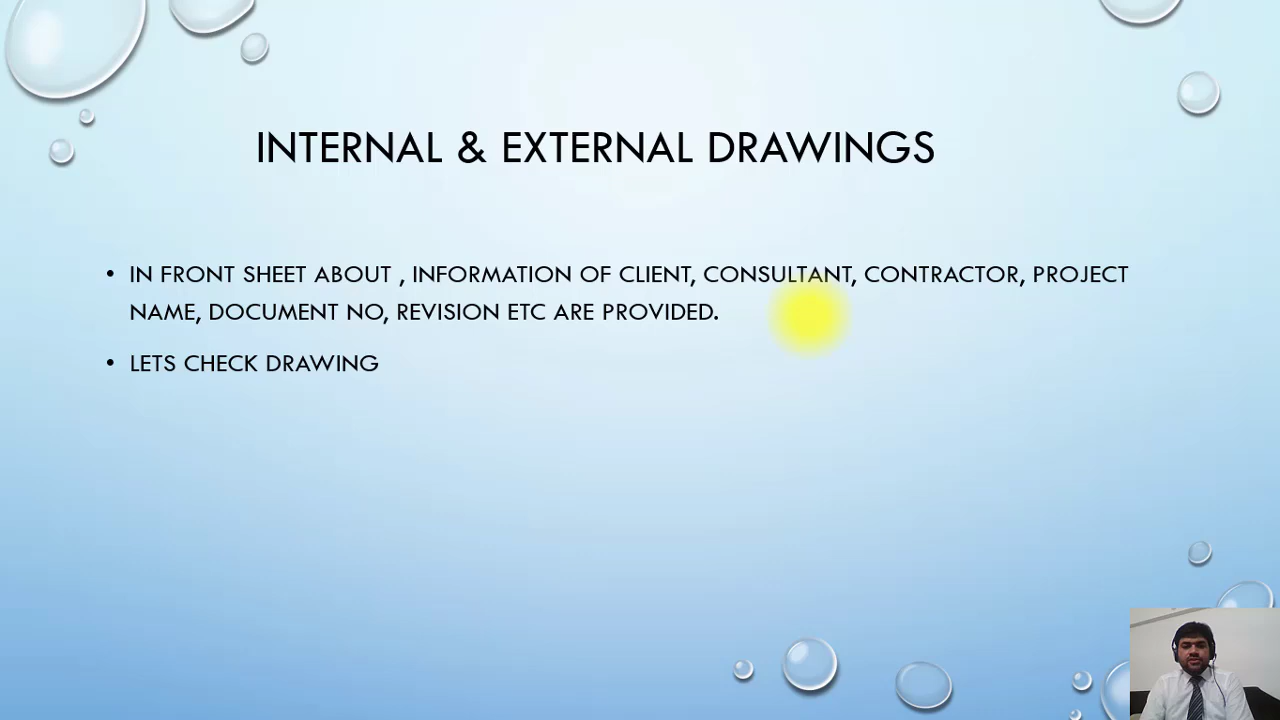 INTERNAL & EXTERNAL DRAWINGS
• IN FRONT SHEET ABOUT , INFORMATION OF CLIENT, CONSULTANT, CONTRACTOR, PROJECT
NAME, DOCUMENT NO, REVISION ETC ARE PROVIDED.
• LETS CHECK DRAWING